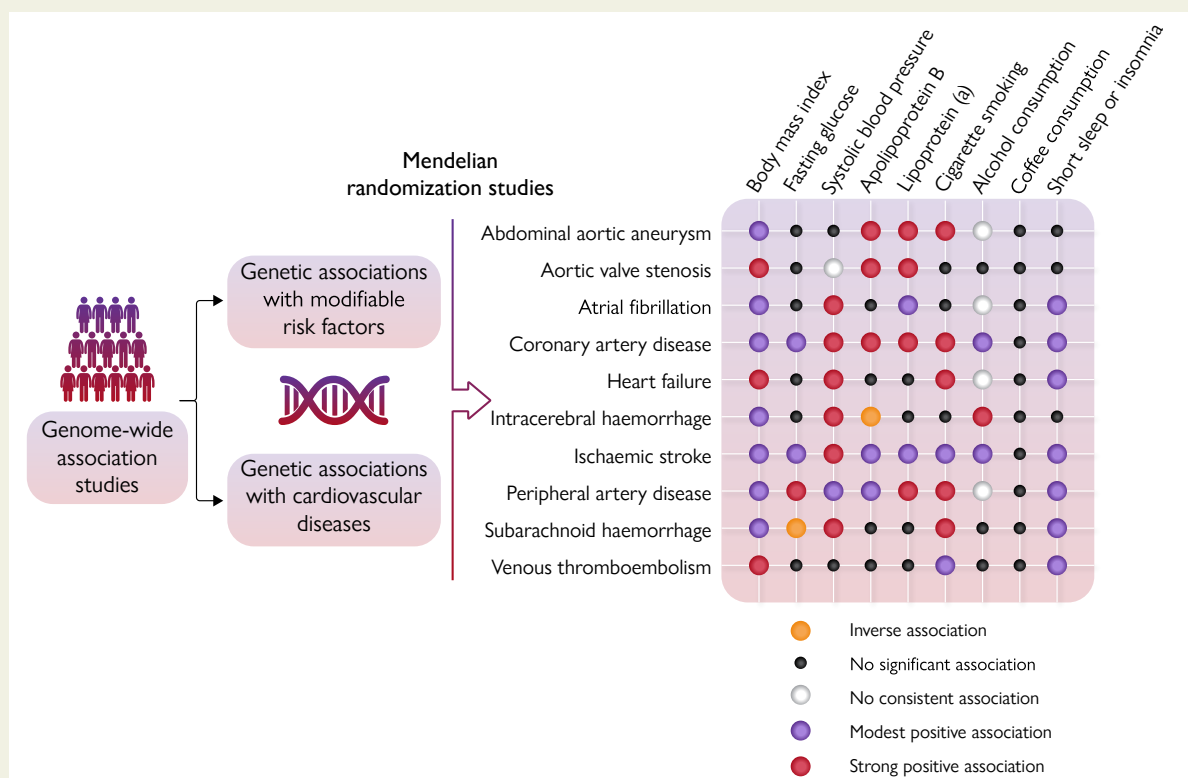 Body mass index
Fasting glucose
Systolic blood pressure
Apolipoprotein B
Lipoprotein (a)
Cigarette smoking
Alcohol consumption
Coffee consumption
Short sleep or insomnia
Mendelian
randomization studies
Genome-wide
association
studies
Genetic associations
with modifiable
risk factors
Genetic associations
with cardiovascular
diseases
Abdominal aortic aneurysm
Aortic valve stenosis
Atrial fibrillation
Coronary artery disease
Heart failure
Intracerebral haemorrhage
Ischaemic stroke
Peripheral artery disease
Subarachnoid haemorrhage
Venous thromboembolism
Inverse association
No significant association
No consistent association
Modest positive association
Strong positive association